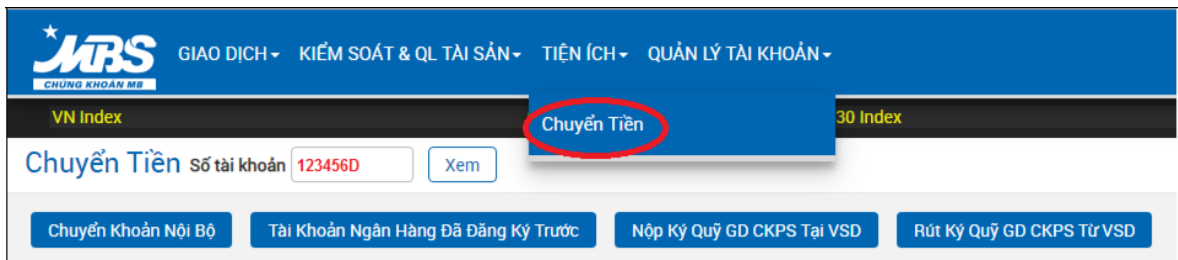 MBS GIAO DỊCH KIỂM SOÁT & QL TÀI SẢN TIỆN ÍCH QUẢN LÝ TÀI KHOẢN
CHỨNG KHOÁN MB
VN Index Chuyển Tiền 30 Index
Chuyển Tiền Số tài khoản 123456D Xem
Chuyển Khoản Nội Bộ Tài Khoản Ngân Hàng Đã Đăng Ký Trước Nộp Ký Quỹ GD CKPS Tại VSD Rút Ký Quỹ GD CKPS Từ VSD